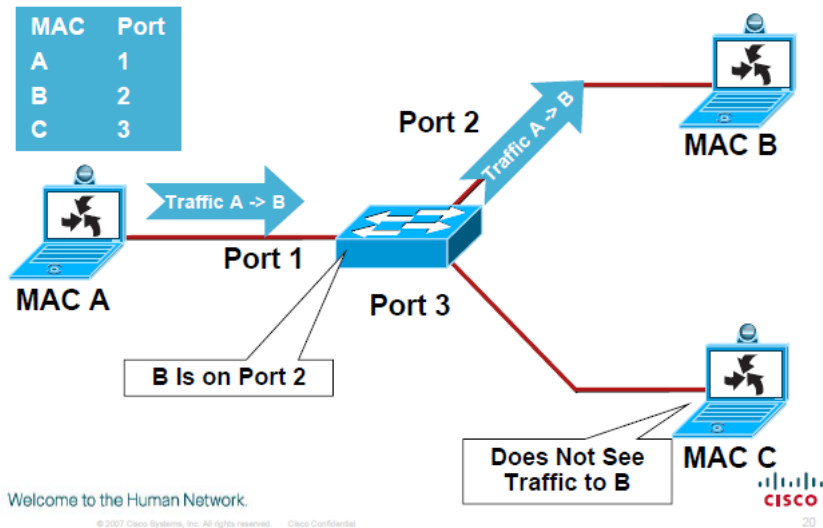 MAC Port
A 1
B 2
C 3
Traffic A -> B
Port 1
MAC A
Port 2
Traffic A -> B
MAC B
Port 3
B Is on Port 2
Does Not See
Traffic to B
MAC C
Welcome to the Human Network.
CISCO
© 2007 Cisco Systems, Inc. All rights reserved. Cisco Confidential
20